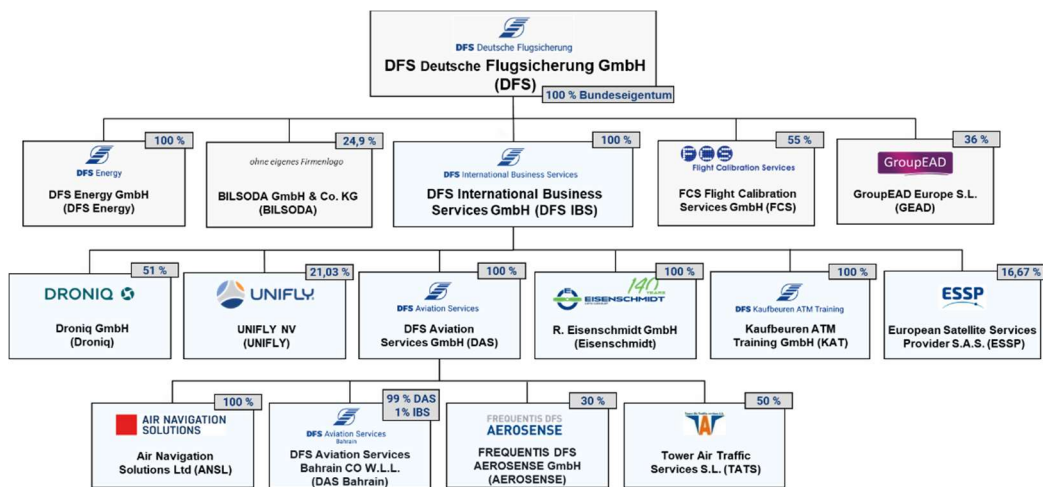 DFS Deutsche Flugsicherung
DFS Deutsche Flugsicherung GmbH
(DFS)
100 % Bundeseigentum
100 %
DFS Energy
DFS Energy GmbH
(DFS Energy)
24,9 %
ohne eigenes Firmenlogo
BILSODA GmbH & Co. KG
(BILSODA)
100 %
DFS International Business Services
DFS International Business
Services GmbH (DFS IBS)
55 %
FCS
Flight Calibration Services
FCS Flight Calibration
Services GmbH (FCS)
36 %
GroupEAD
GroupEAD Europe S.L.
(GEAD)
51 %
DRONIQ
Droniq GmbH
(Droniq)
21,03 %
UNIFLY
UNIFLY NV
(UNIFLY)
100 %
DFS Aviation Services
DFS Aviation
Services GmbH (DAS)
100 %
140
YEARS
EISENSCHMIDT
R. Eisenschmidt GmbH
(Eisenschmidt)
100 %
DFS Kaufbeuren ATM Training
Kaufbeuren ATM
Training GmbH (KAT)
16,67 %
ESSP
European Satellite Services
Provider S.A.S. (ESSP)
100 %
AIR NAVIGATION
SOLUTIONS
Air Navigation
Solutions Ltd (ANSL)
99 % DAS
1% IBS
DFS Aviation Services
Bahrain
DFS Aviation Services
Bahrain CO W.L.L.
(DAS Bahrain)
30 %
FREQUENTIS DFS
AEROSENSE
FREQUENTIS DFS
AEROSENSE GmbH
(AEROSENSE)
50 %
Tower Air Traffic
Services S.L. (TATS)